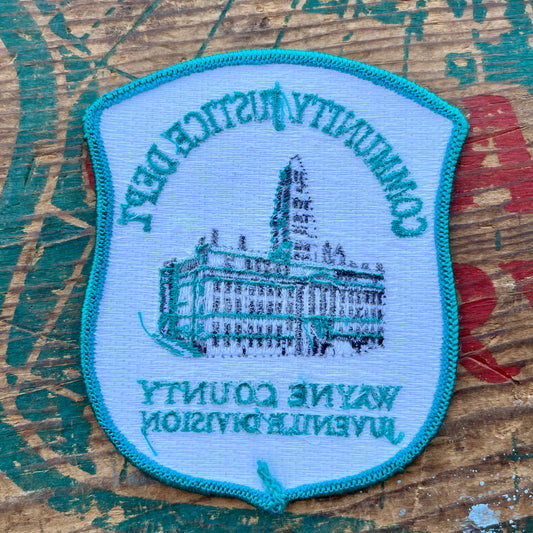 COMMUNITY JUSTICE DEPT.
WAYNE COUNTY
JUVENILE DIVISION